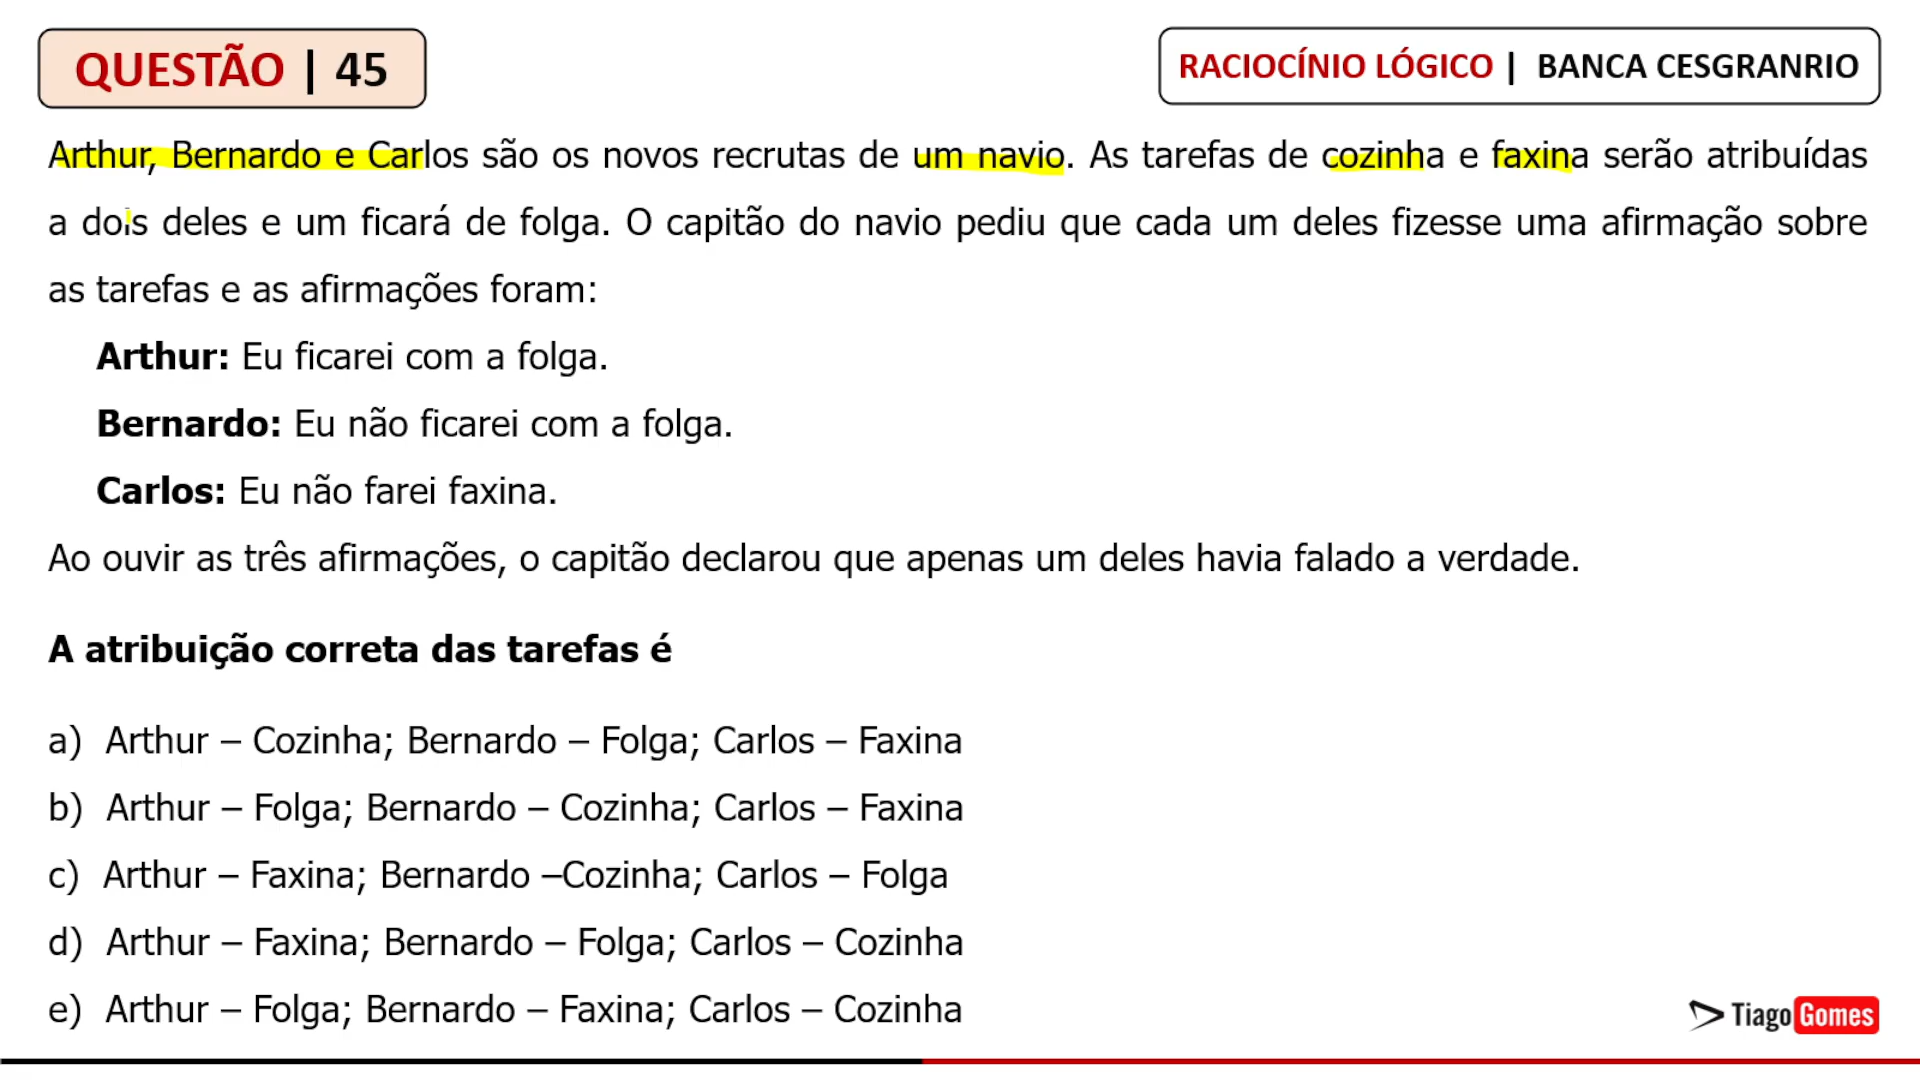 QUESTÃO | 45
RACIOCÍNIO LÓGICO | BANCA CESGRANRIO
Arthur, Bernardo e Carlos são os novos recrutas de um navio. As tarefas de cozinha e faxina serão atribuídas
a dois deles e um ficará de folga. O capitão do navio pediu que cada um deles fizesse uma afirmação sobre
as tarefas e as afirmações foram:
Arthur: Eu ficarei com a folga.
Bernardo: Eu não ficarei com a folga.
Carlos: Eu não farei faxina.
Ao ouvir as três afirmações, o capitão declarou que apenas um deles havia falado a verdade.
A atribuição correta das tarefas é
a) Arthur – Cozinha; Bernardo – Folga; Carlos – Faxina
b) Arthur – Folga; Bernardo – Cozinha; Carlos – Faxina
c) Arthur – Faxina; Bernardo –Cozinha; Carlos – Folga
d) Arthur – Faxina; Bernardo – Folga; Carlos – Cozinha
e) Arthur – Folga; Bernardo – Faxina; Carlos – Cozinha
Tiago Gomes